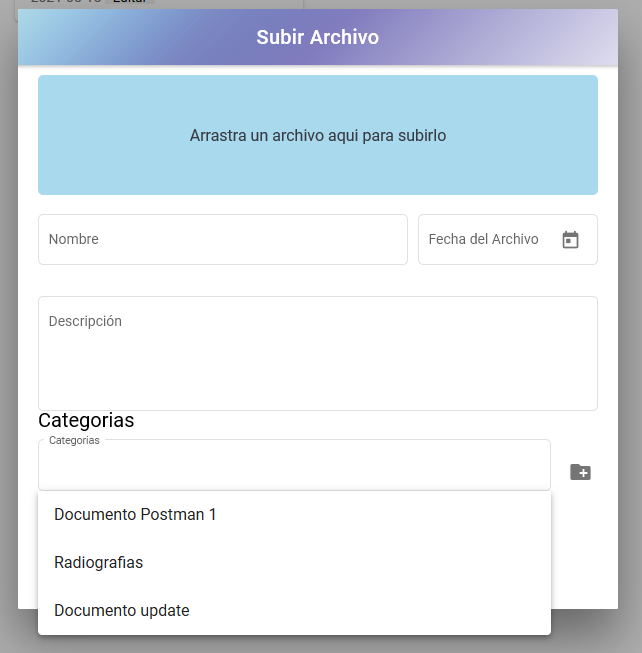 Subir Archivo
Arrastra un archivo aqui para subirlo
Nombre
Fecha del Archivo
Descripción
Categorias
Categorias
Documento Postman 1
Radiografias
Documento update